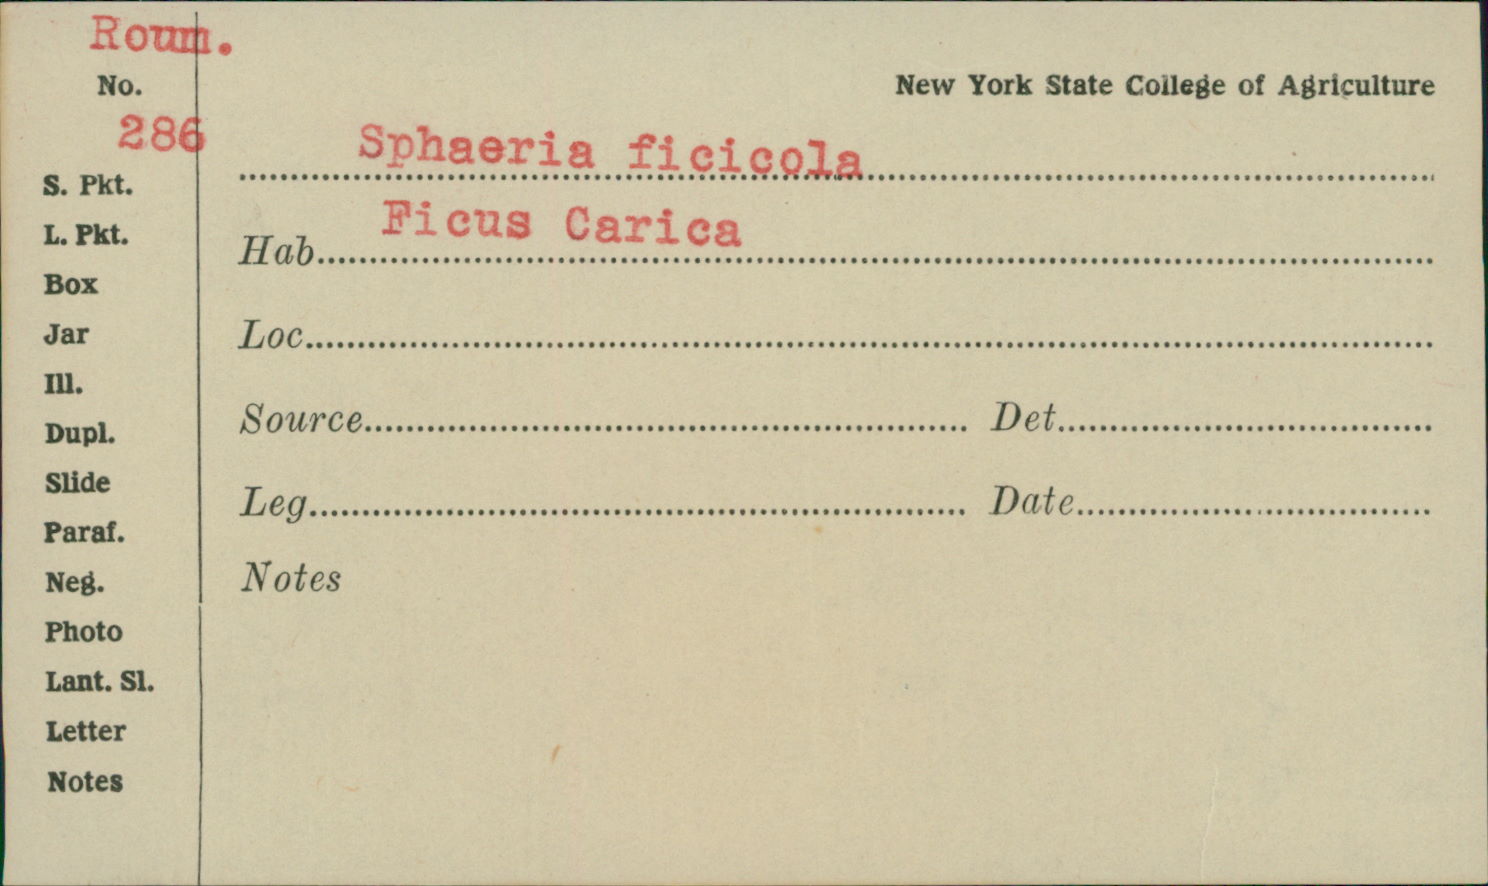 Roum.
No.
286
New York State College of Agriculture
Sphaeria ficicola
Hab. Ficus Carica
Loc.
Source
Det.
Leg.
Date
Notes
S. Pkt.
L. Pkt.
Box
Jar
Ill.
Dupl.
Slide
Paraf.
Neg.
Photo
Lant. Sl.
Letter
Notes